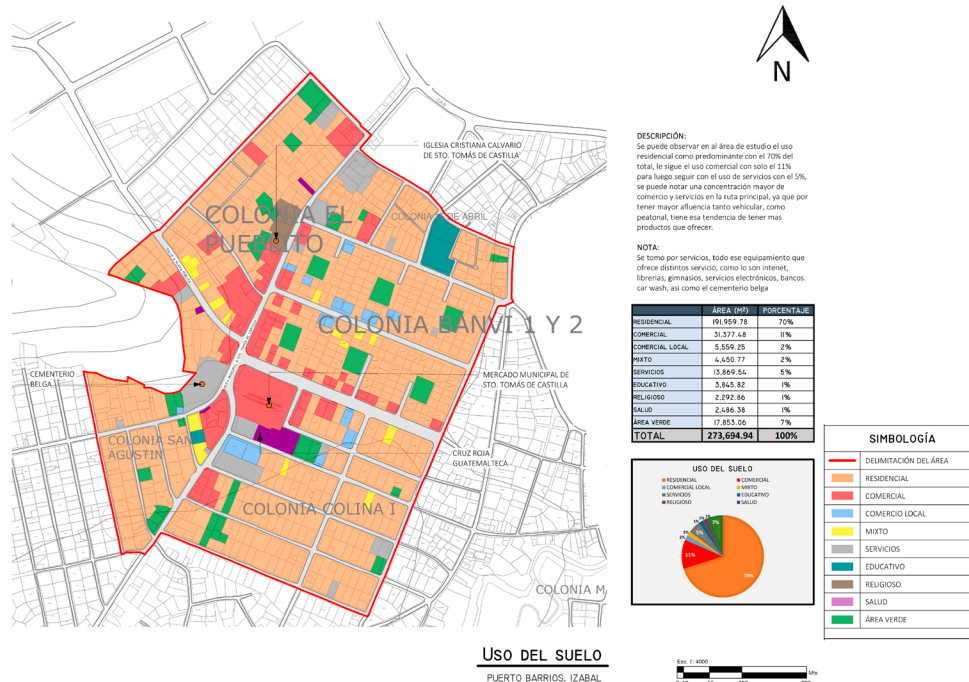 N
DESCRIPCIÓN:
Se puede observar en al área de estudio el uso
residencial como predominante con el 70% del
total, le sigue el uso comercial con solo el 11%
para luego seguir con el uso de servicios con el 5%,
se puede notar una concentración mayor de
comercio y servicios en la ruta principal, ya que por
tener mayor afluencia tanto vehicular, como
peatonal, tiene esa tendencia de tener mas
productos que ofrecer.
NOTA:
Se tomo por servicios, todo ese equipamiento que
ofrece distintos servicio, como lo son intenet,
librerias, gimnasios, servicios electrónicos, bancos.
car wash, asi como el cementerio belga
IGLESIA CRISTIANA CALVARIO
DE STO. TOMÁS DE CASTILLA
COLONIA EL
PUEBLITO
COLONIA DE ABRIL
COLONIA BANVI 1 Y 2
CEMENTERIO
BELGA
MERCADO MUNICIPAL DE
STO. TOMÁS DE CASTILLA
COLONIA SAN
AGUSTIN
CRUZ ROJA
GUATEMALTECA
COLONIA COLINA I
COLONIA M
ÁREA (M²) PORCENTAJE
RESIDENCIAL 191,959.78 70%
COMERCIAL 31,377.48 11%
COMERCIAL LOCAL 5,559.25 2%
MIXTO 4,450.77 2%
SERVICIOS 13,869.54 5%
EDUCATIVO 3,845.82 1%
RELIGIOSO 2,292.86 1%
SALUD 2,486.38 1%
ÁREA VERDE 17,853.06 7%
TOTAL 273,694.94 100%
USO DEL SUELO
RESIDENCIAL COMERCIAL
COMERCIAL LOCAL MIXTO
SERVICIOS EDUCATIVO
RELIGIOSO SALUD
7%
5%
2%
11%
70%
SIMBOLOGÍA
DELIMITACIÓN DEL ÁREA
RESIDENCIAL
COMERCIAL
COMERCIO LOCAL
MIXTO
SERVICIOS
EDUCATIVO
RELIGIOSO
SALUD
ÁREA VERDE
USO DEL SUELO
PUERTO BARRIOS, IZABAL
Esc. 1: 4000
Mts